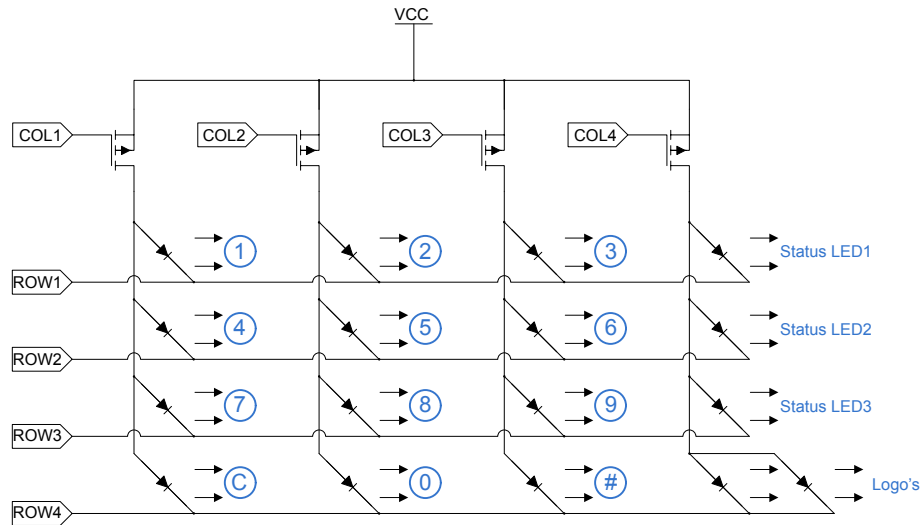 VCC
COL1 COL2 COL3 COL4
1 2 3 Status LED1
ROW1
4 5 6 Status LED2
ROW2
7 8 9 Status LED3
ROW3
C 0 # Logo's
ROW4